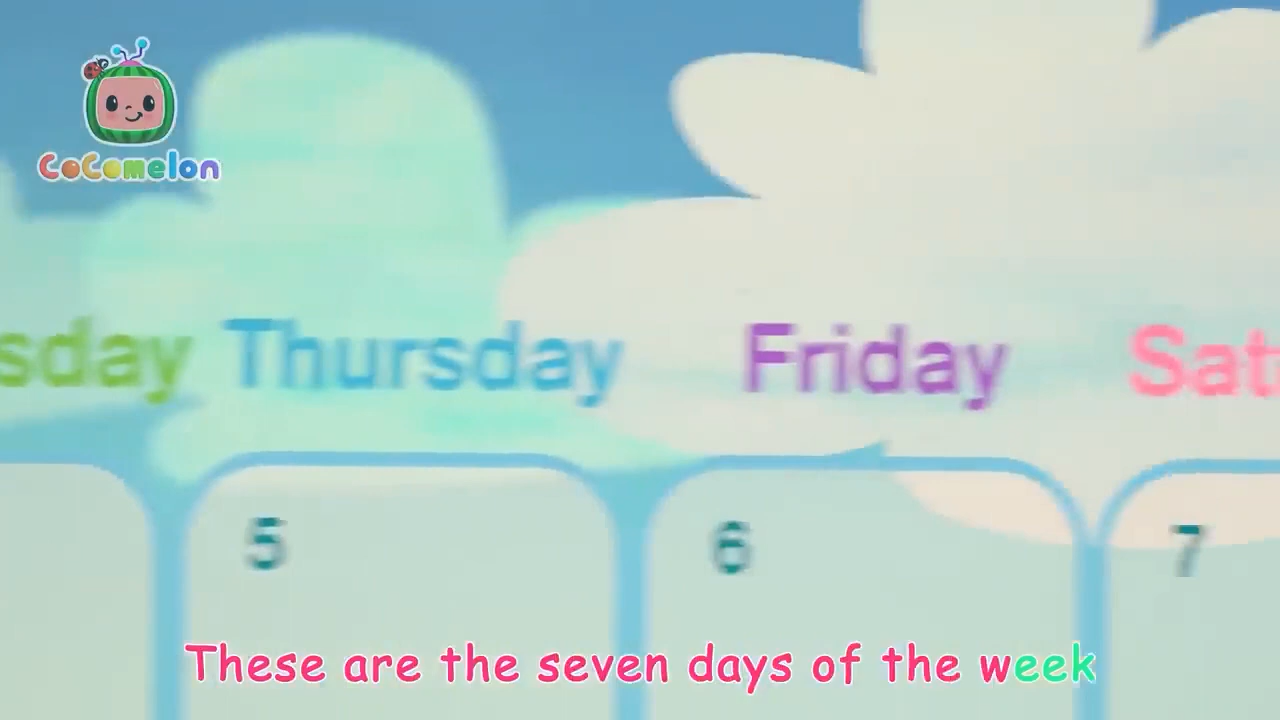 CoComelon
sday Thursday Friday Sat
5 6 7
These are the seven days of the week